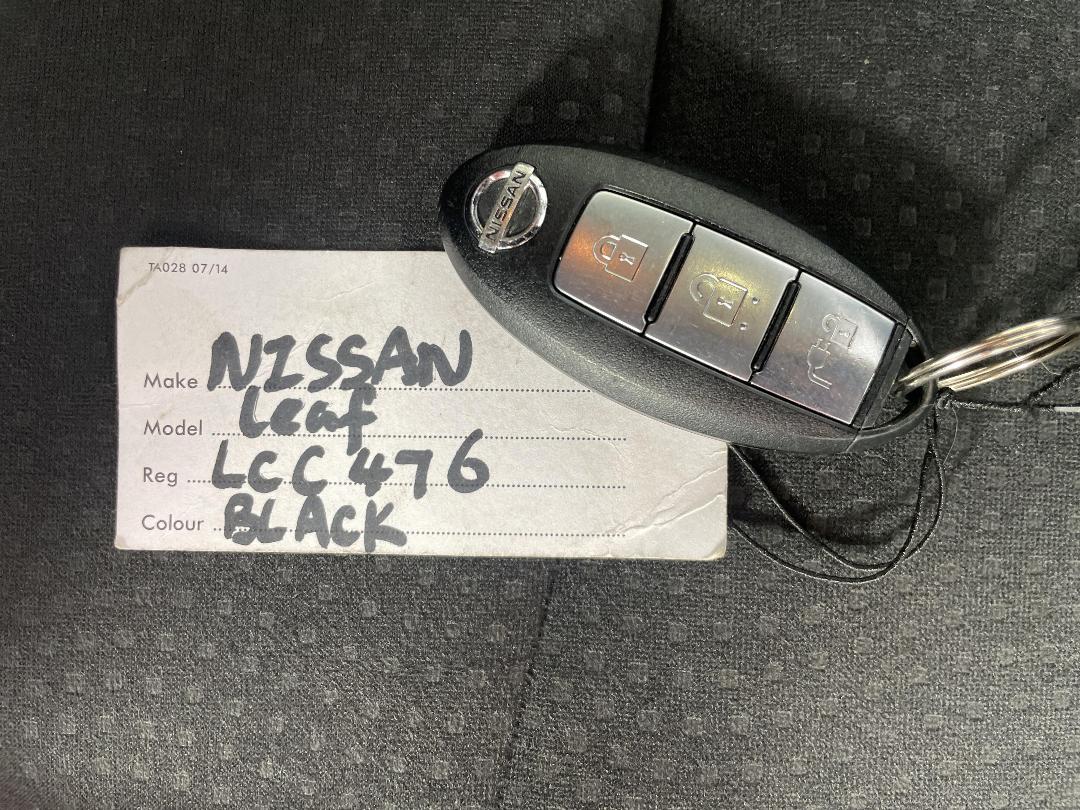 NISSAN
TA028 07/14
Make NISSAN
Model Leaf
Reg LCC 476
Colour BLACK